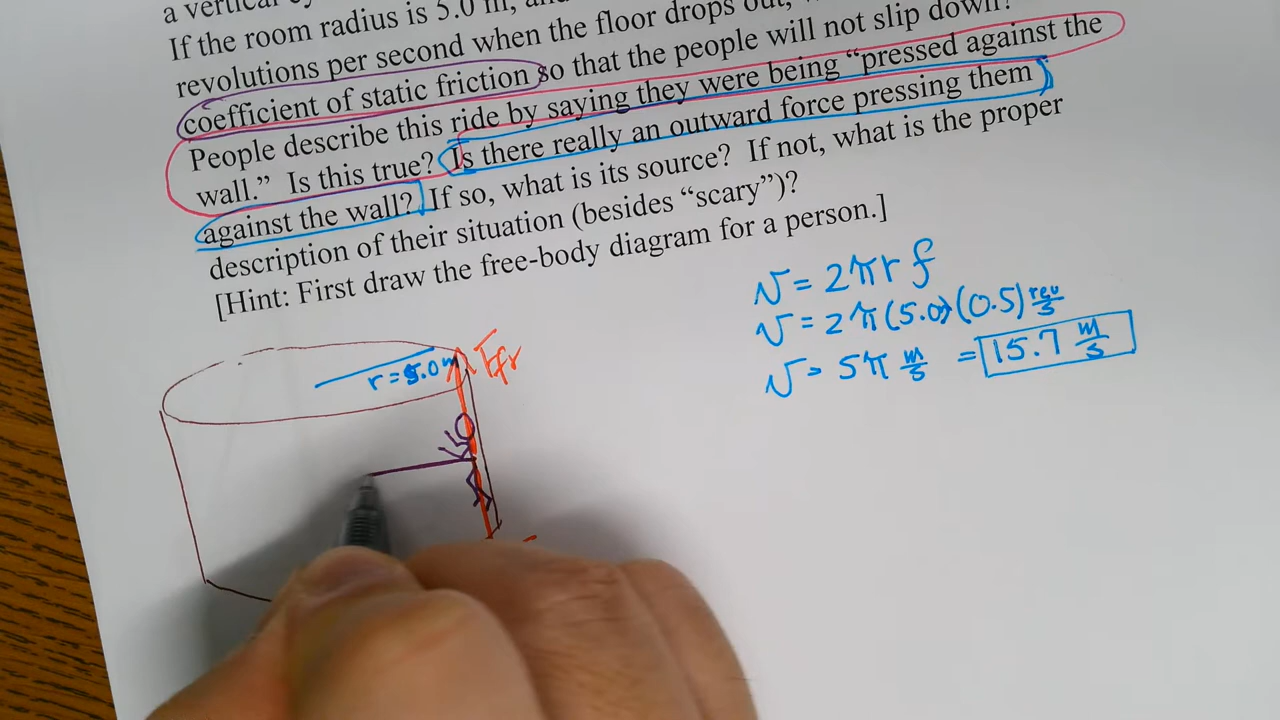 a vertical
If the room radius is 5.0 m,
revolutions per second when the floor drops out,
coefficient of static friction so that the people will not slip down?
People describe this ride by saying they were being “pressed against the
wall.” Is this true? Is there really an outward force pressing them
against the wall? If so, what is its source? If not, what is the proper
description of their situation (besides “scary”)?
[Hint: First draw the free-body diagram for a person.]
v = 2πr f
v = 2π(5.0)(0.5) rev/s
v = 5π m/s = 15.7 m/s
r = 5.0 m
Ffr